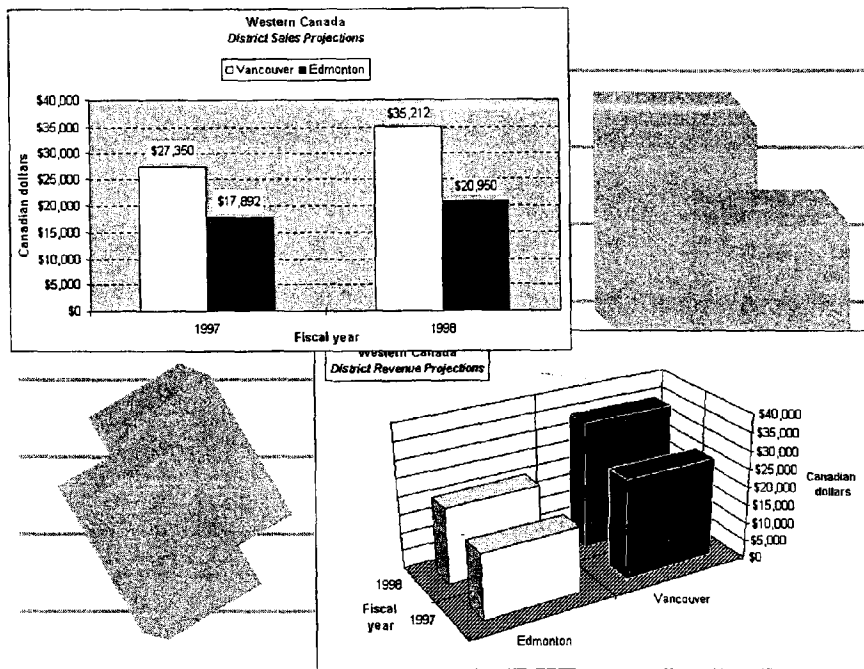 Western Canada
District Sales Projections
Vancouver Edmonton
$40,000
$35,000
$30,000
$25,000
$20,000
$15,000
$10,000
$5,000
$0
Canadian dollars
$27,350
$17,892
$35,212
$20,950
1997 1998
Fiscal year
Western Canada
District Revenue Projections
$40,000
$35,000
$30,000
$25,000
$20,000
$15,000
$10,000
$5,000
$0
Canadian
dollars
1998
1997
Fiscal
year
Edmonton
Vancouver